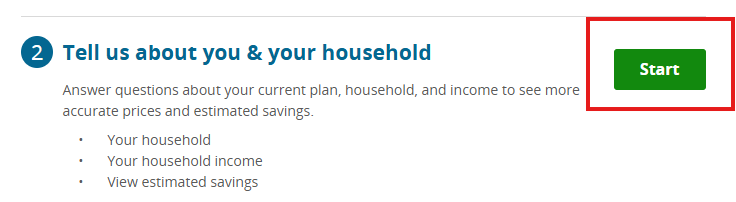 2 Tell us about you & your household
Start
Answer questions about your current plan, household, and income to see more
accurate prices and estimated savings.
• Your household
• Your household income
• View estimated savings